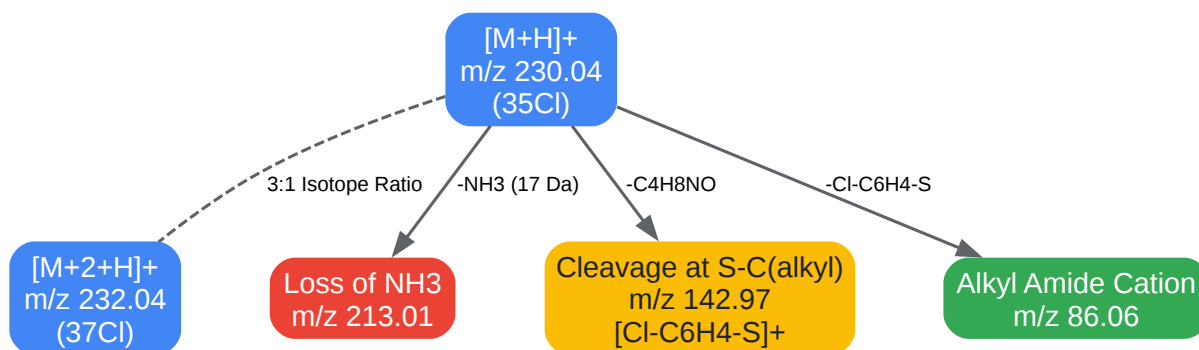 [M+H]+
m/z 230.04
(35Cl)
3:1 Isotope Ratio
-NH3 (17 Da)
-C4H8NO
-Cl-C6H4-S
[M+2+H]+
m/z 232.04
(37Cl)
Loss of NH3
m/z 213.01
Cleavage at S-C(alkyl)
m/z 142.97
[Cl-C6H4-S]+
Alkyl Amide Cation
m/z 86.06